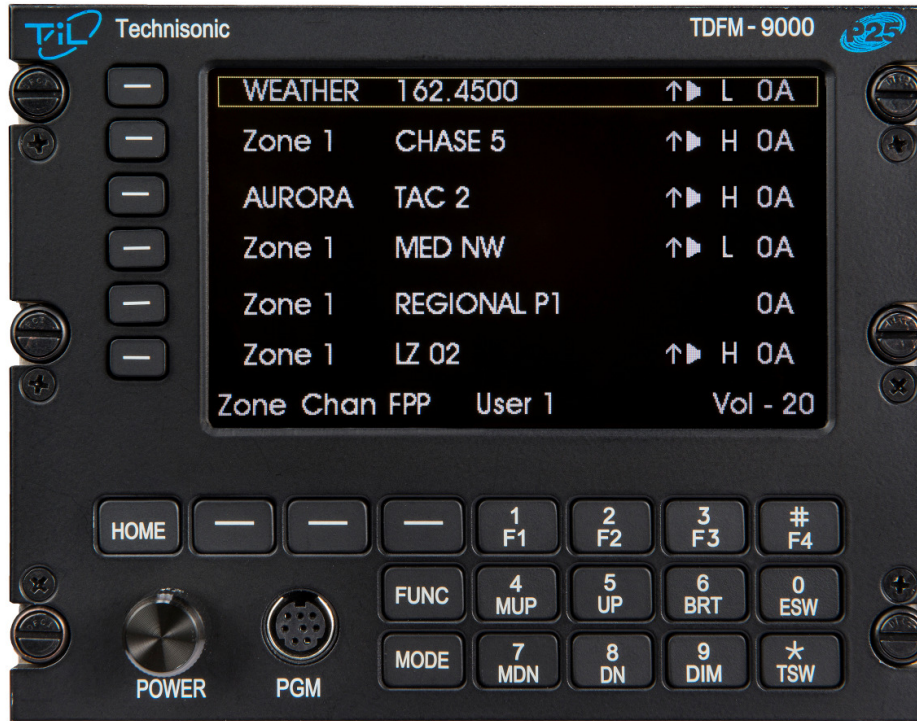 TiL Technisonic TDFM - 9000 P25
WEATHER 162.4500 ↑ L 0A
Zone 1 CHASE 5 ↑ H 0A
AURORA TAC 2 ↑ H 0A
Zone 1 MED NW ↑ L 0A
Zone 1 REGIONAL P1 0A
Zone 1 LZ 02 ↑ H 0A
Zone Chan FPP User 1 Vol - 20
HOME 1 2 3 #
F1 F2 F3 F4
FUNC 4 5 6 0
MUP UP BRT ESW
MODE 7 8 9 *
MDN DN DIM TSW
POWER PGM